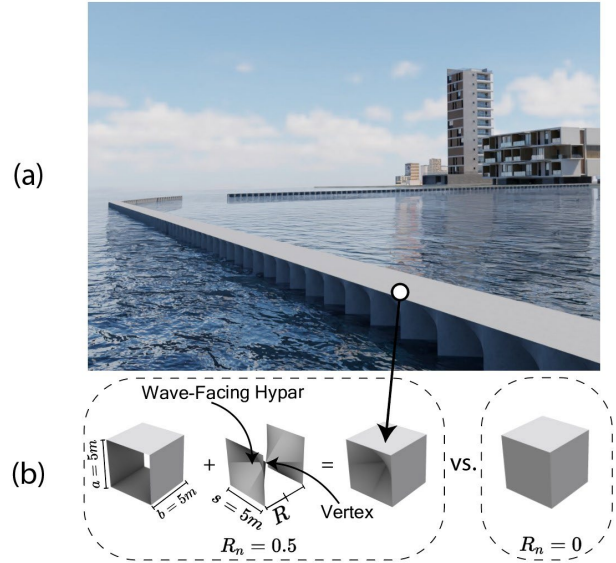 (a)
Wave-Facing Hypar
(b)
a = 5m
b = 5m
+
s = 5m
R
=
Vertex
vs.
R_n = 0.5
R_n = 0